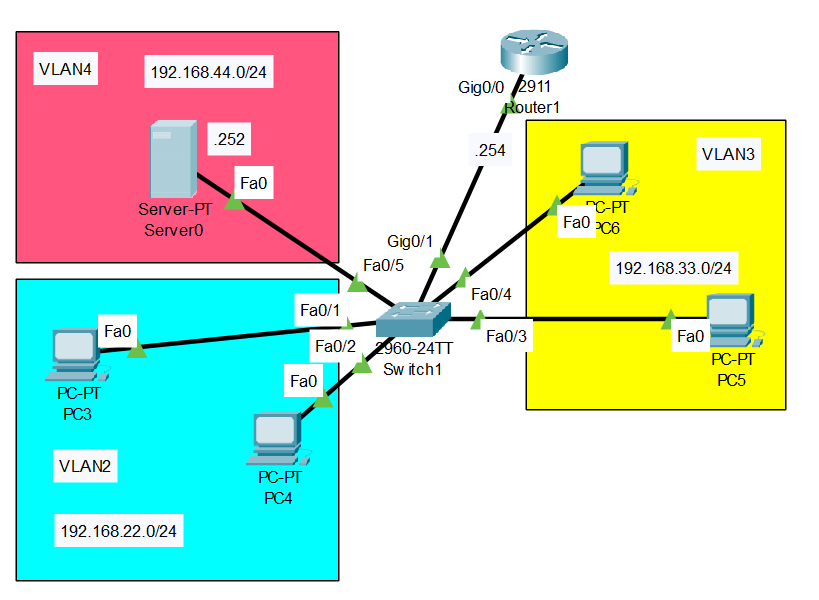 VLAN4
192.168.44.0/24
.252
Fa0
Server-PT
Server0
Gig0/0
2911
Router1
.254
Gig0/1
VLAN3
PC-PT
PC6
Fa0
192.168.33.0/24
Fa0/5
Fa0/4
Fa0/1
Fa0/2
Fa0/3
2960-24TT
Switch1
Fa0
PC-PT
PC5
Fa0
PC-PT
PC3
Fa0
PC-PT
PC4
VLAN2
192.168.22.0/24